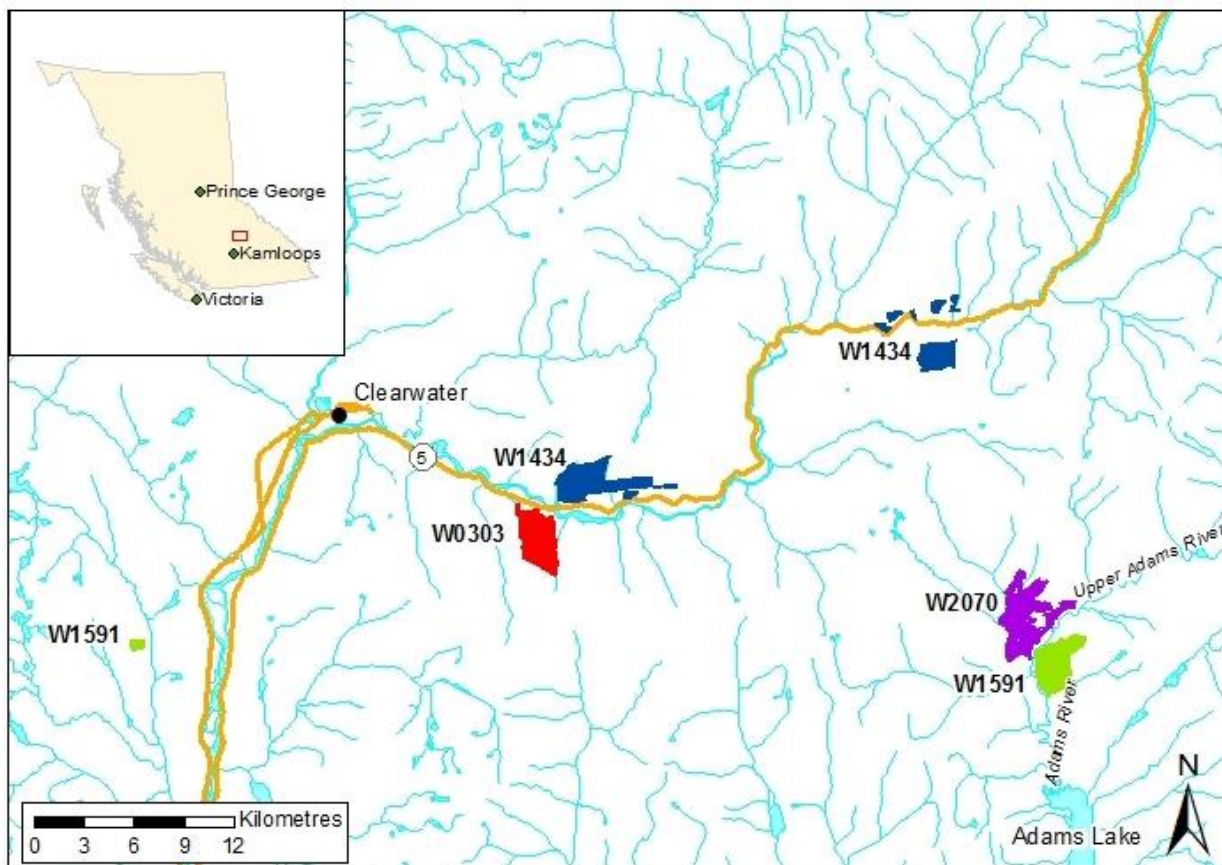 Prince George
Kamloops
Victoria
W1434
Clearwater
5
W1434
W0303
Upper Adams River
W2070
W1591
W1591
Adams River
N
Kilometres
0 3 6 9 12
Adams Lake